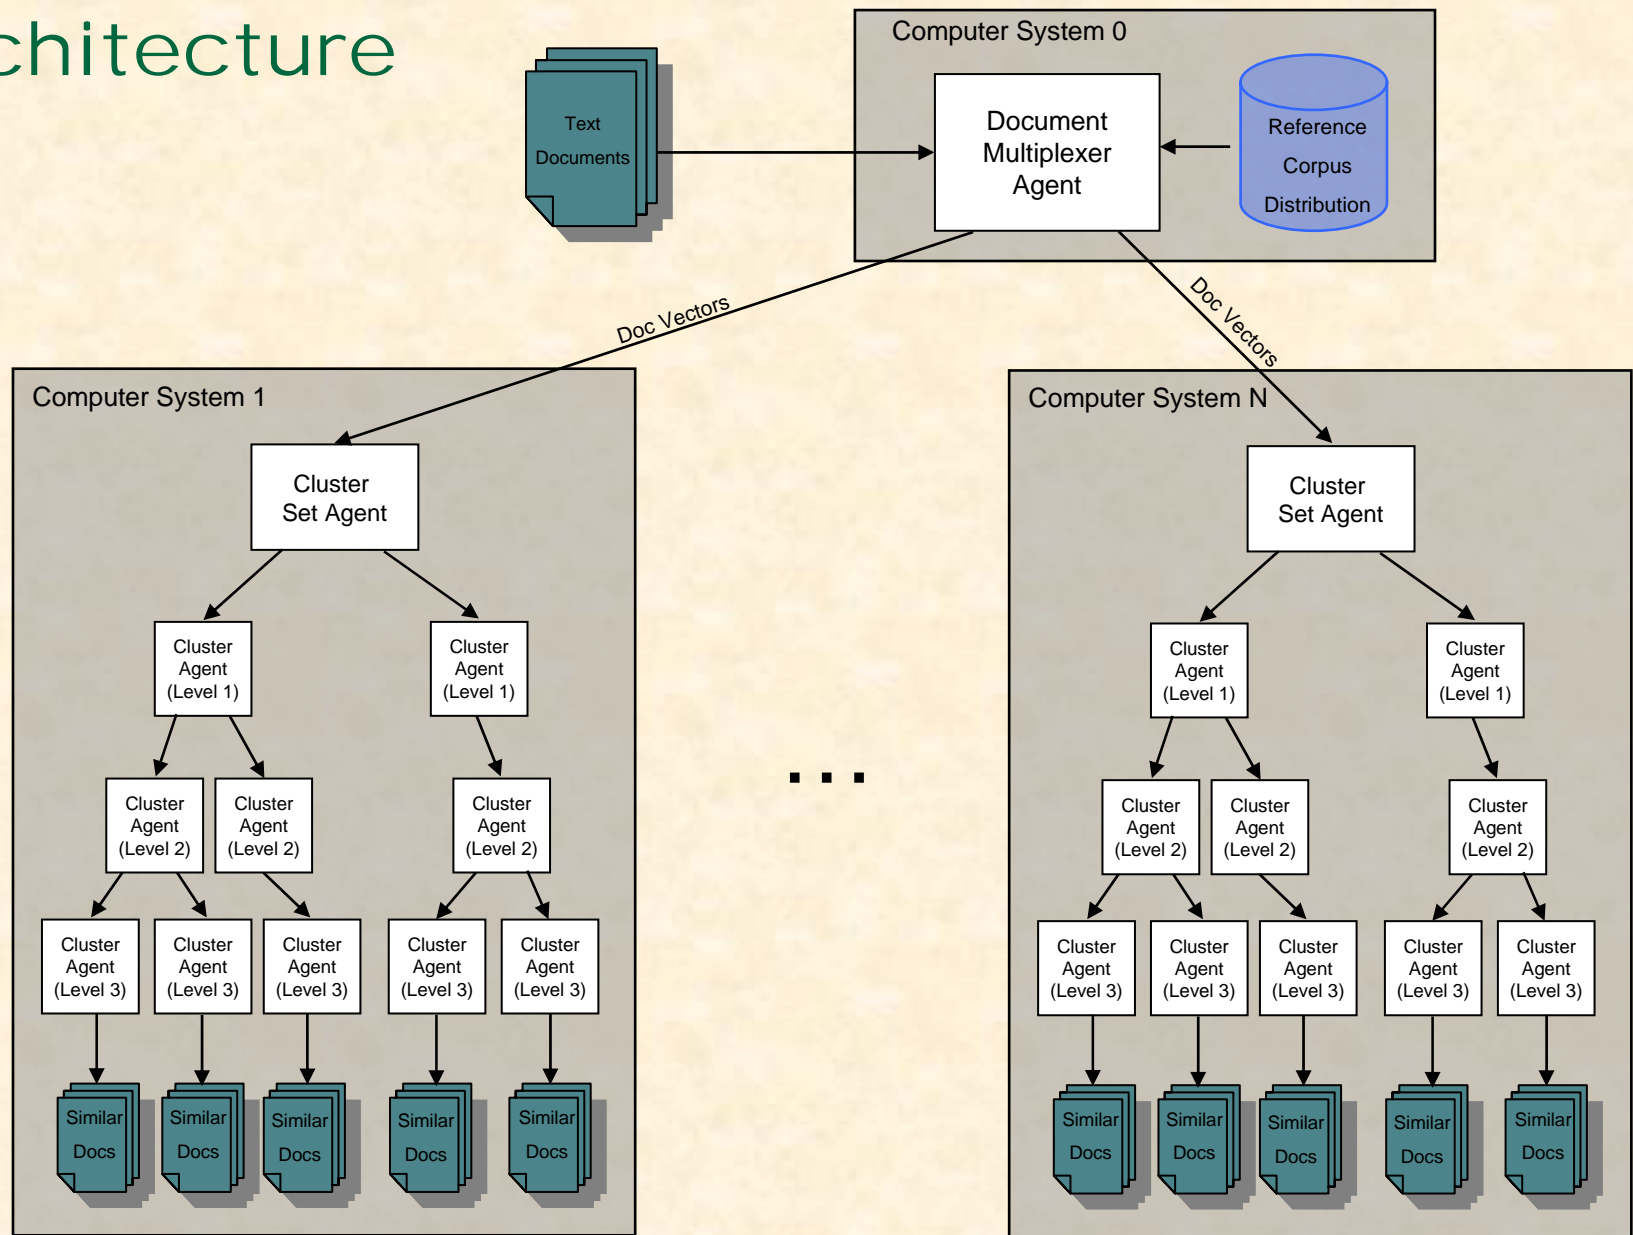 chitecture
Computer System 0
Text
Documents
Document
Multiplexer
Agent
Reference
Corpus
Distribution
Doc Vectors
Doc Vectors
Computer System 1
Cluster
Set Agent
Cluster
Agent
(Level 1)
Cluster
Agent
(Level 1)
Cluster
Agent
(Level 2)
Cluster
Agent
(Level 2)
Cluster
Agent
(Level 2)
Cluster
Agent
(Level 3)
Cluster
Agent
(Level 3)
Cluster
Agent
(Level 3)
Cluster
Agent
(Level 3)
Cluster
Agent
(Level 3)
Similar
Docs
Similar
Docs
Similar
Docs
Similar
Docs
Similar
Docs
...
Computer System N
Cluster
Set Agent
Cluster
Agent
(Level 1)
Cluster
Agent
(Level 1)
Cluster
Agent
(Level 2)
Cluster
Agent
(Level 2)
Cluster
Agent
(Level 2)
Cluster
Agent
(Level 3)
Cluster
Agent
(Level 3)
Cluster
Agent
(Level 3)
Cluster
Agent
(Level 3)
Cluster
Agent
(Level 3)
Similar
Docs
Similar
Docs
Similar
Docs
Similar
Docs
Similar
Docs